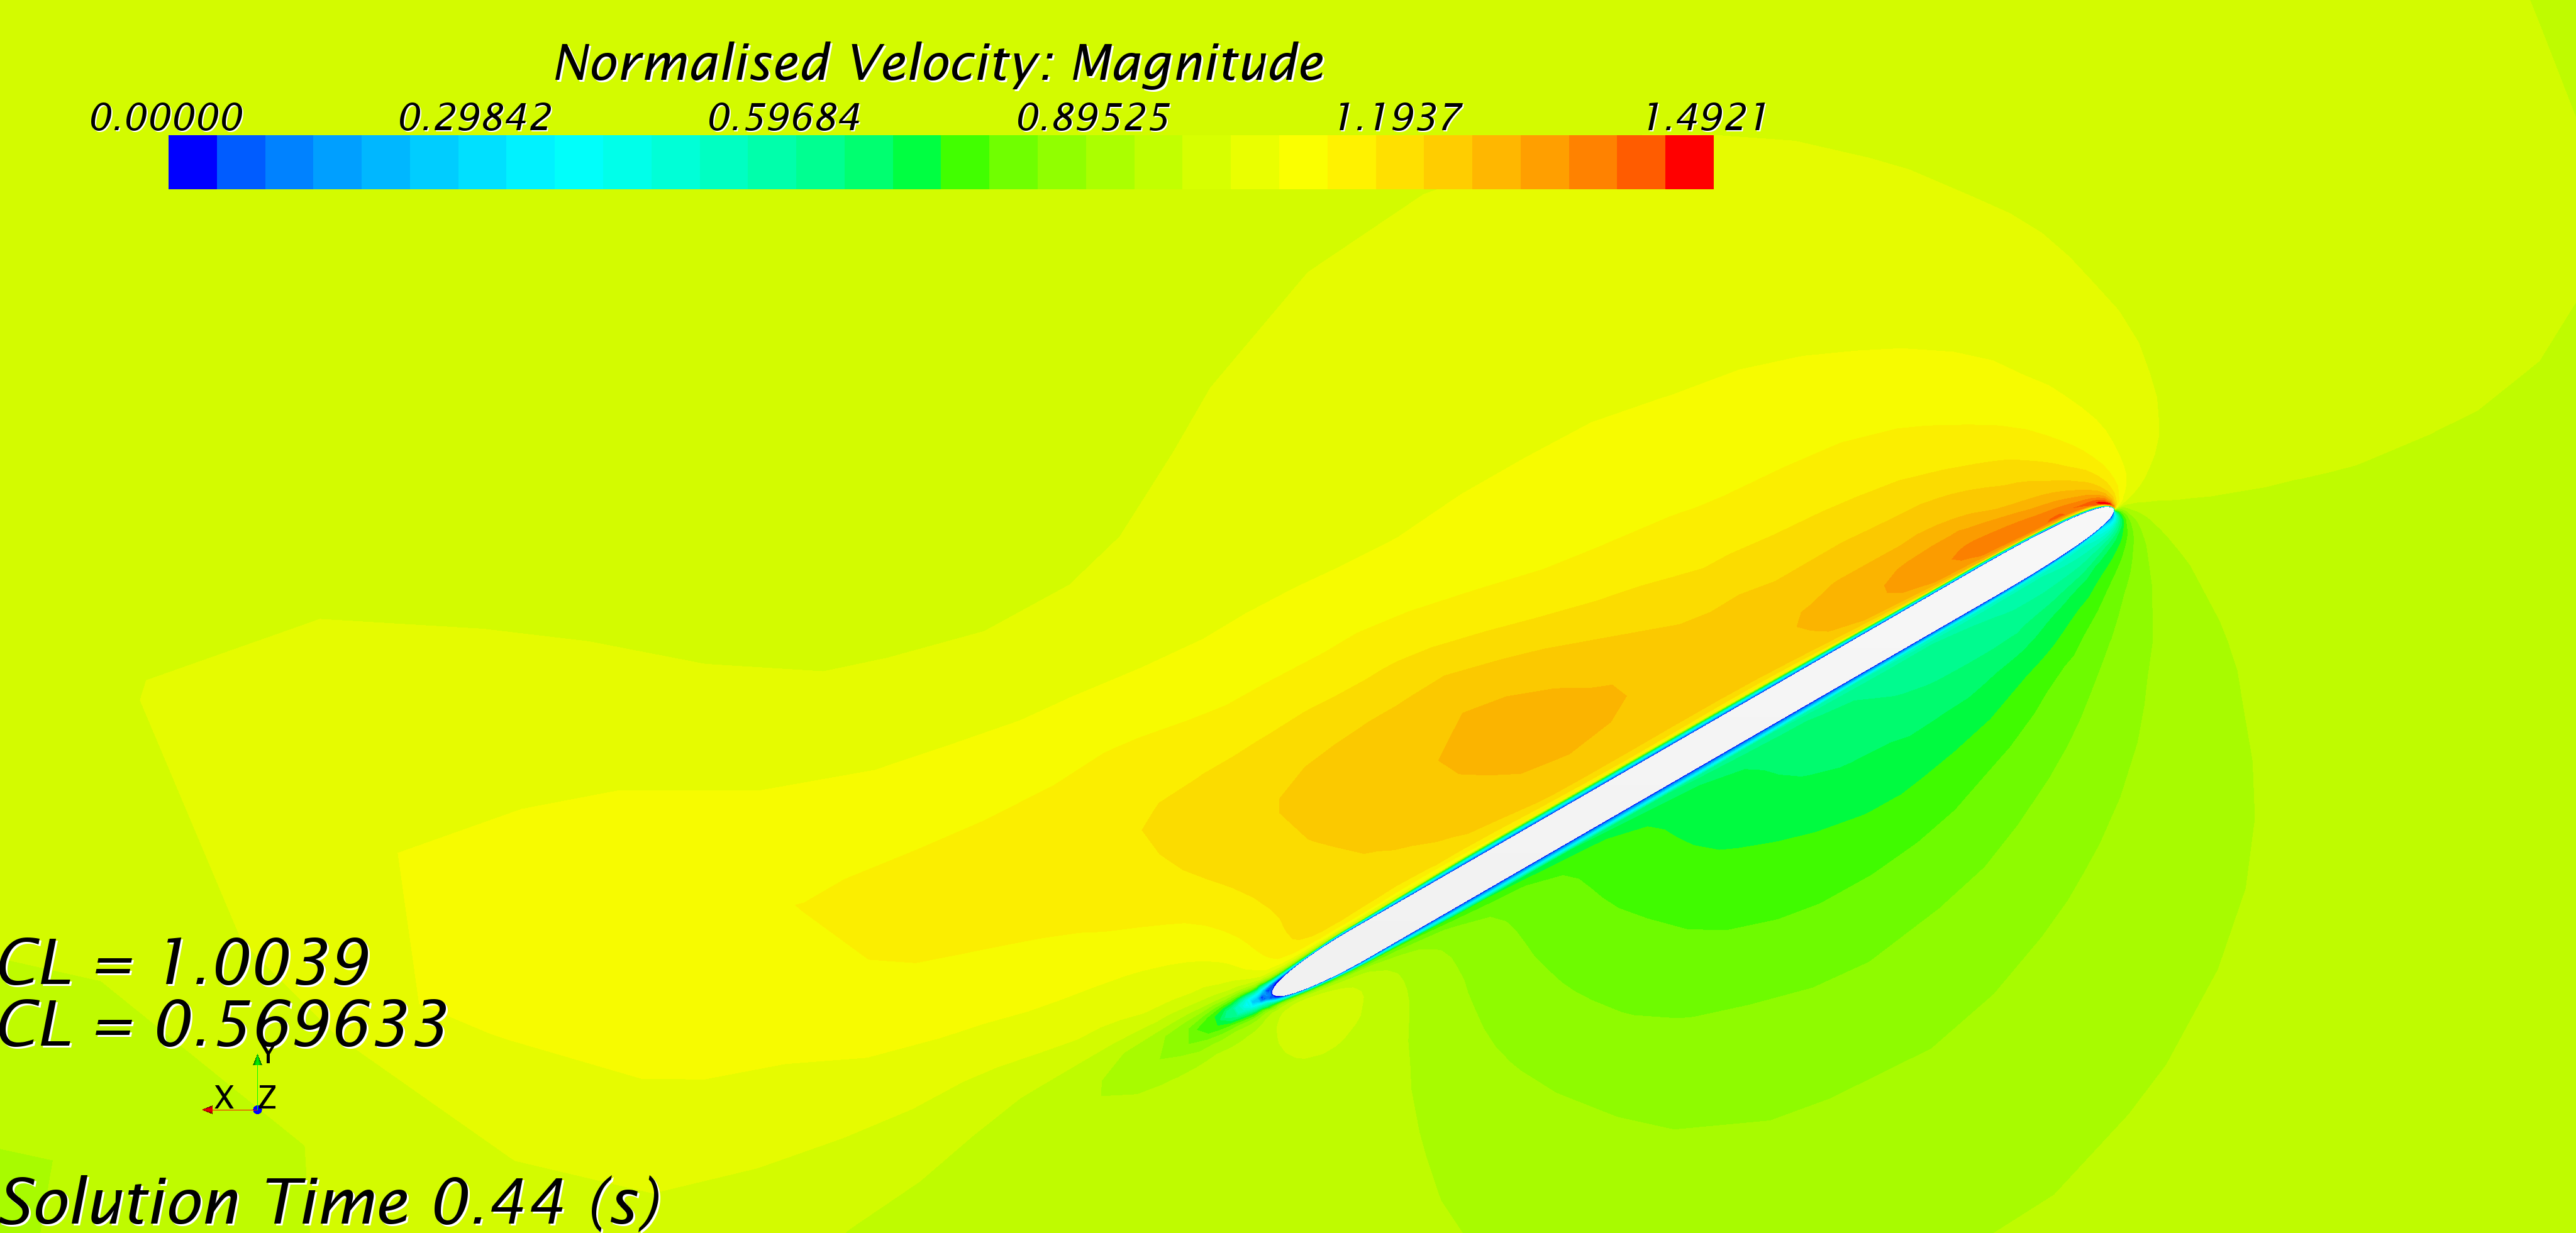 Normalised Velocity: Magnitude
0.00000 0.29842 0.59684 0.89525 1.1937 1.4921
CL = 1.0039
CL = 0.569633
Y
X Z
Solution Time 0.44 (s)